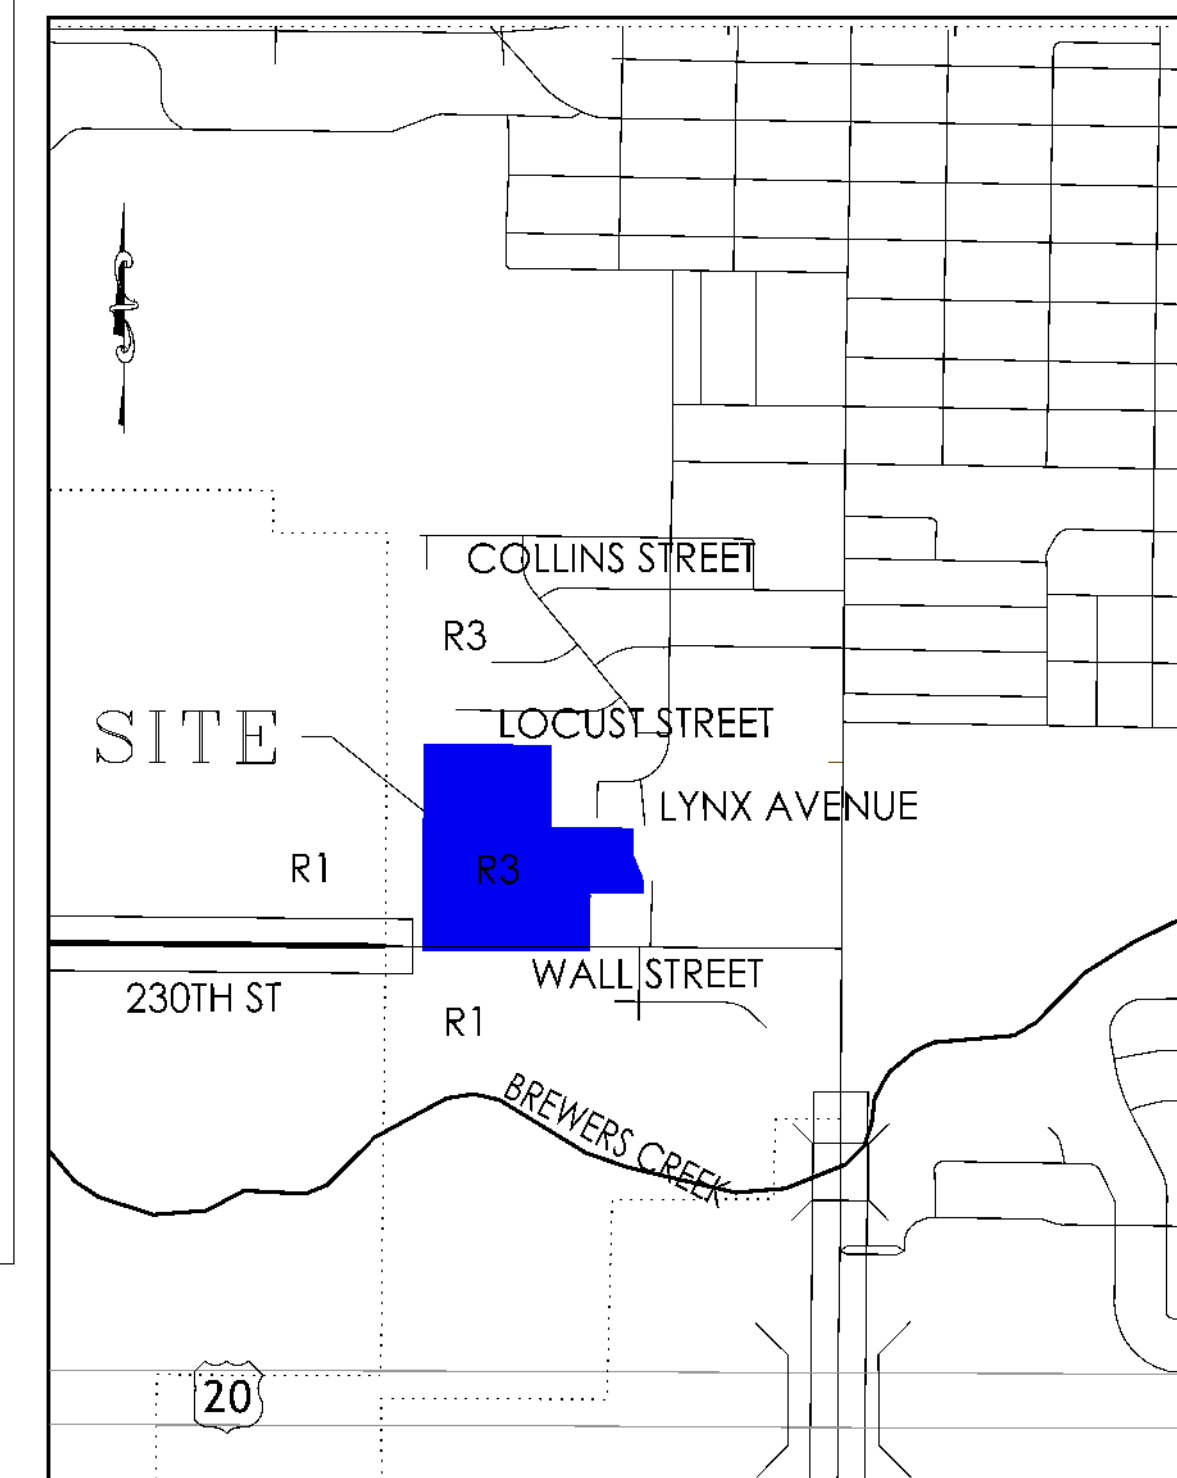 COLLINS STREET
R3
SITE
LOCUST STREET
LYNX AVENUE
R1
R3
230TH ST
WALL STREET
R1
BREWERS CREEK
20